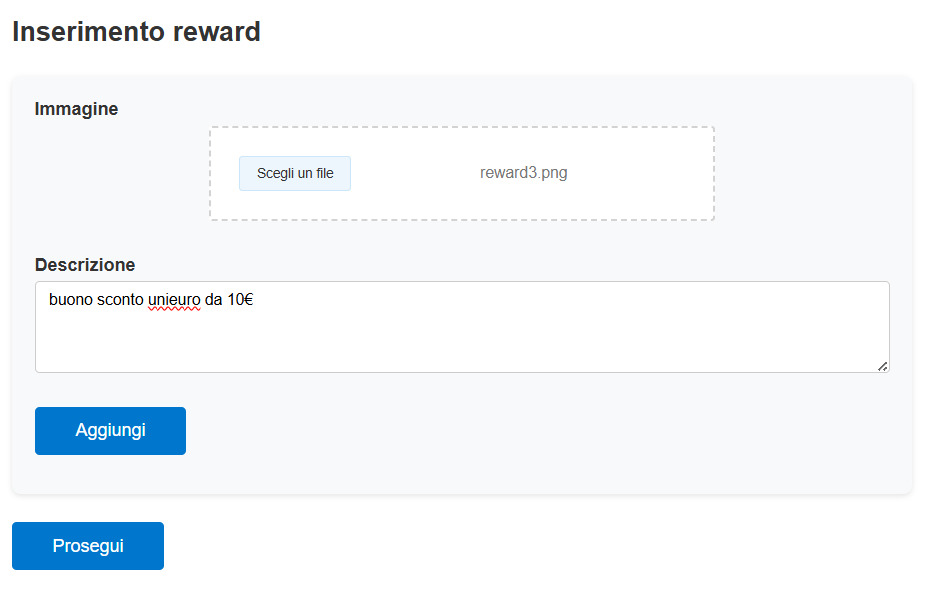 Inserimento reward
Immagine
Scegli un file
reward3.png
Descrizione
buono sconto unieuro da 10€
Aggiungi
Prosegui